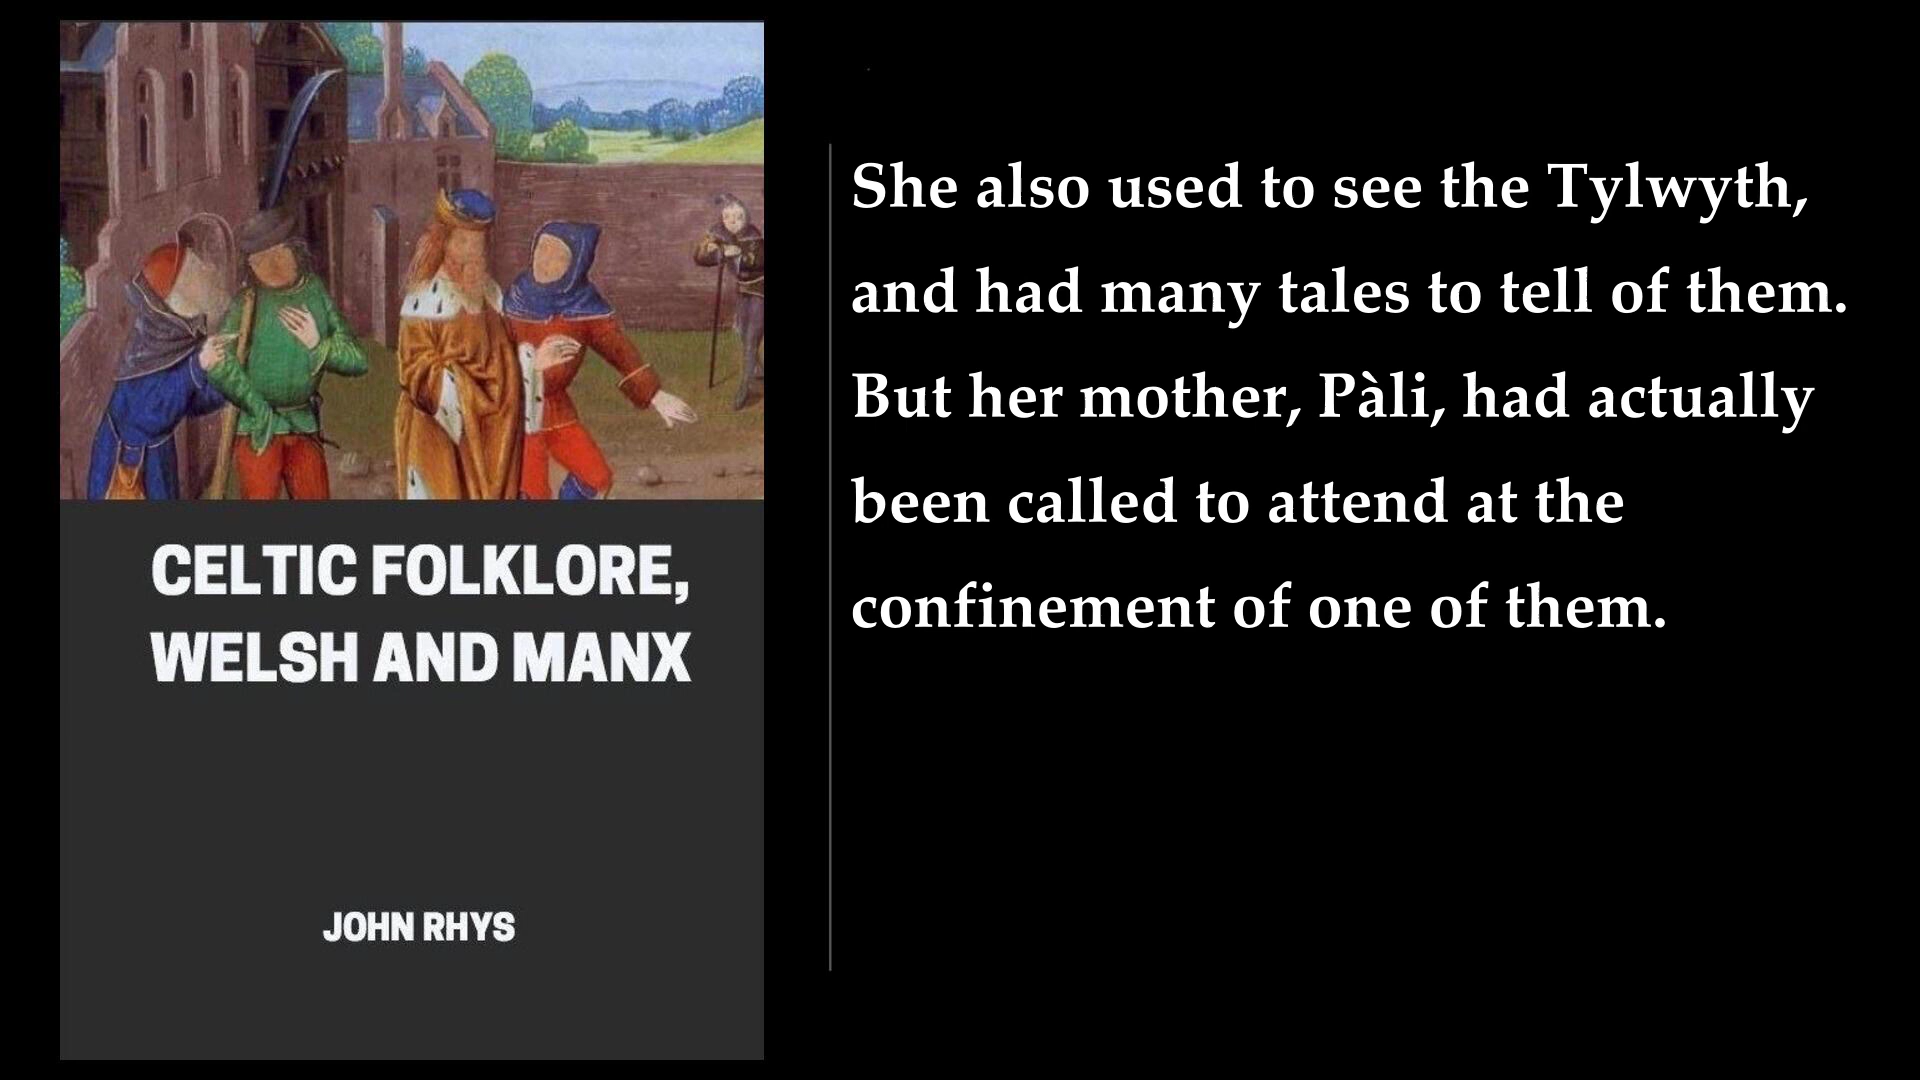 CELTIC FOLKLORE,
WELSH AND MANX
JOHN RHYS
She also used to see the Tylwyth,
and had many tales to tell of them.
But her mother, Pàli, had actually
been called to attend at the
confinement of one of them.